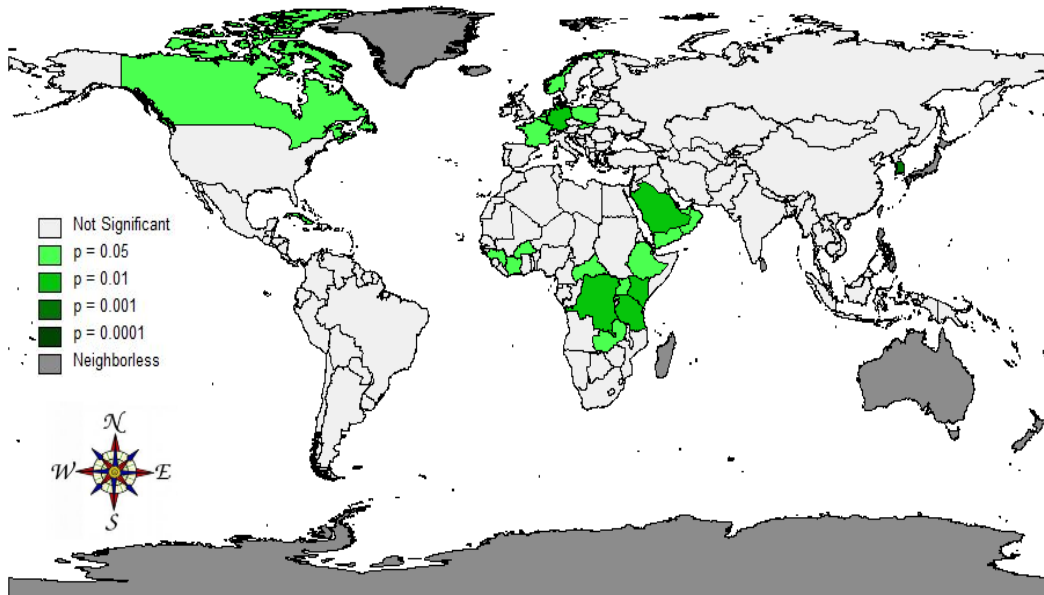 Not Significant
p = 0.05
p = 0.01
p = 0.001
p = 0.0001
Neighborless
N
W E
S